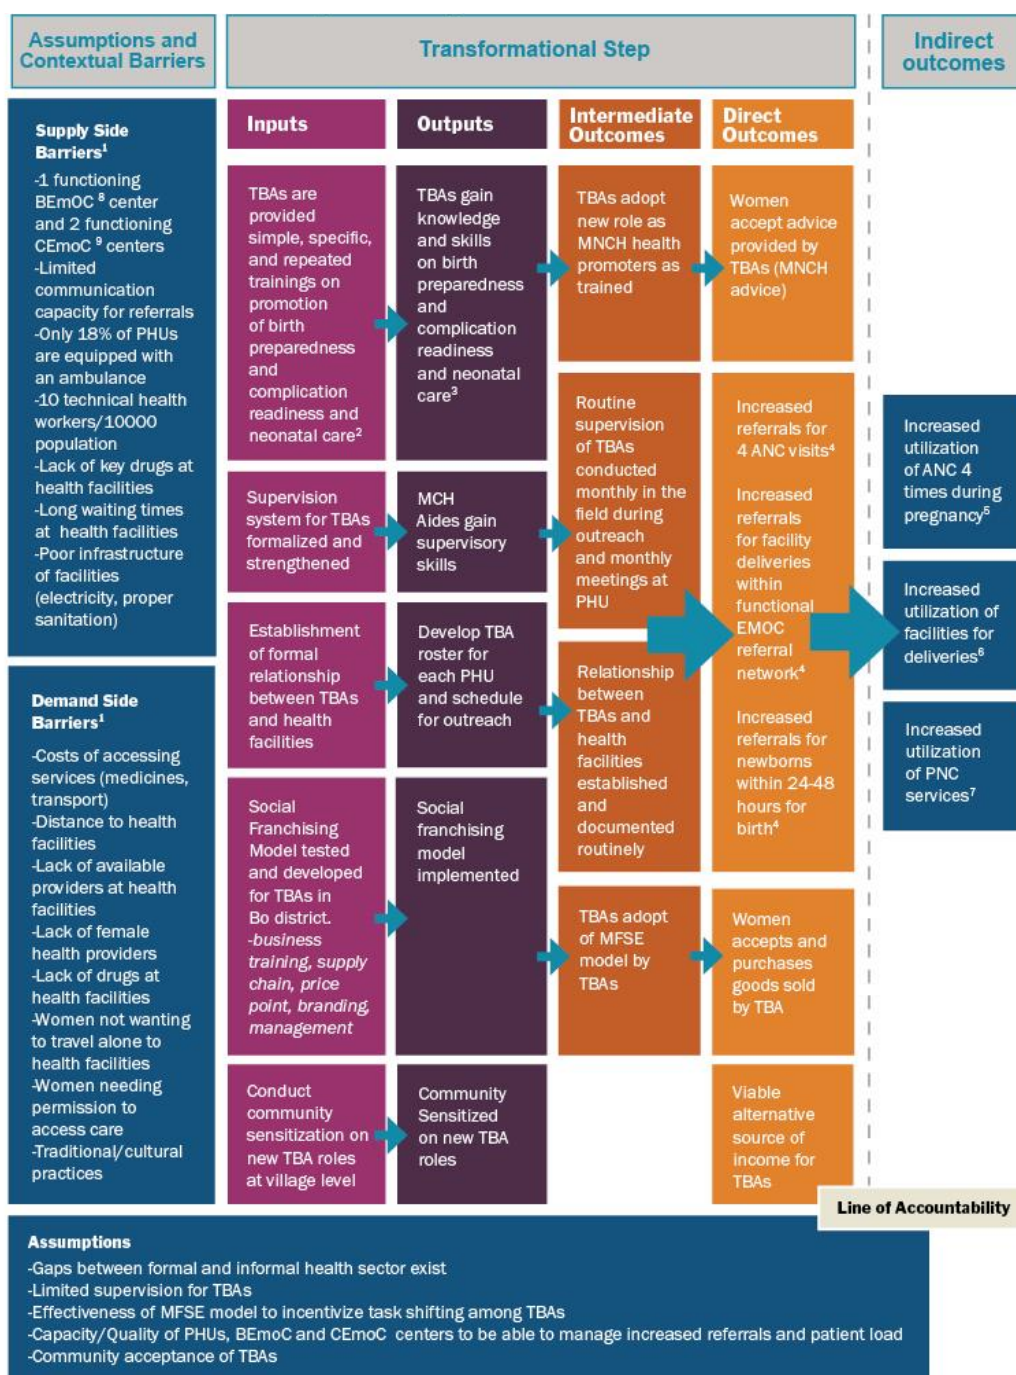 Assumptions and
Contextual Barriers
Transformational Step
Indirect
outcomes
Supply Side
Barriers¹
-1 functioning
BEmOC ⁸ center
and 2 functioning
CEmoC ⁹ centers
-Limited
communication
capacity for referrals
-Only 18% of PHUs
are equipped with
an ambulance
-10 technical health
workers/10000
population
-Lack of key drugs at
health facilities
-Long waiting times
at health facilities
-Poor infrastructure
of facilities
(electricity, proper
sanitation)
Demand Side
Barriers¹
-Costs of accessing
services (medicines,
transport)
-Distance to health
facilities
-Lack of available
providers at health
facilities
-Lack of female
health providers
-Lack of drugs at
health facilities
-Women not wanting
to travel alone to
health facilities
-Women needing
permission to
access care
-Traditional/cultural
practices
Inputs
TBAs are
provided
simple, specific,
and repeated
trainings on
promotion
of birth
preparedness
and
complication
readiness and
neonatal care²
Supervision
system for TBAs
formalized and
strengthened
Establishment
of formal
relationship
between TBAs
and health
facilities
Social
Franchising
Model tested
and developed
for TBAs in
Bo district.
-business
training, supply
chain, price
point, branding,
management
Conduct
community
sensitization on
new TBA roles
at village level
Outputs
TBAs gain
knowledge
and skills
on birth
preparedness
and
complication
readiness
and neonatal
care³
MCH
Aides gain
supervisory
skills
Develop TBA
roster for
each PHU
and schedule
for outreach
Social
franchising
model
implemented
Community
Sensitized
on new TBA
roles
Intermediate
Outcomes
TBAs adopt
new role as
MNCH health
promoters as
trained
Routine
supervision
of TBAs
conducted
monthly in the
field during
outreach
and monthly
meetings at
PHU
Relationship
between
TBAs and
health
facilities
established
and
documented
routinely
TBAs adopt
of MFSE
model by
TBAs
Direct
Outcomes
Women
accept advice
provided by
TBAs (MNCH
advice)
Increased
referrals for
4 ANC visits⁴
Increased
referrals
for facility
deliveries
within
functional
EMOC
referral
network⁴
Increased
referrals for
newborns
within 24-48
hours for
birth⁴
Women
accepts and
purchases
goods sold
by TBA
Viable
alternative
source of
income for
TBAs
Increased
utilization
of ANC 4
times during
pregnancy⁵
Increased
utilization of
facilities for
deliveries⁶
Increased
utilization
of PNC
services⁷
Line of Accountability
Assumptions
-Gaps between formal and informal health sector exist
-Limited supervision for TBAs
-Effectiveness of MFSE model to incentivize task shifting among TBAs
-Capacity/Quality of PHUs, BEmoC and CEmoC centers to be able to manage increased referrals and patient load
-Community acceptance of TBAs